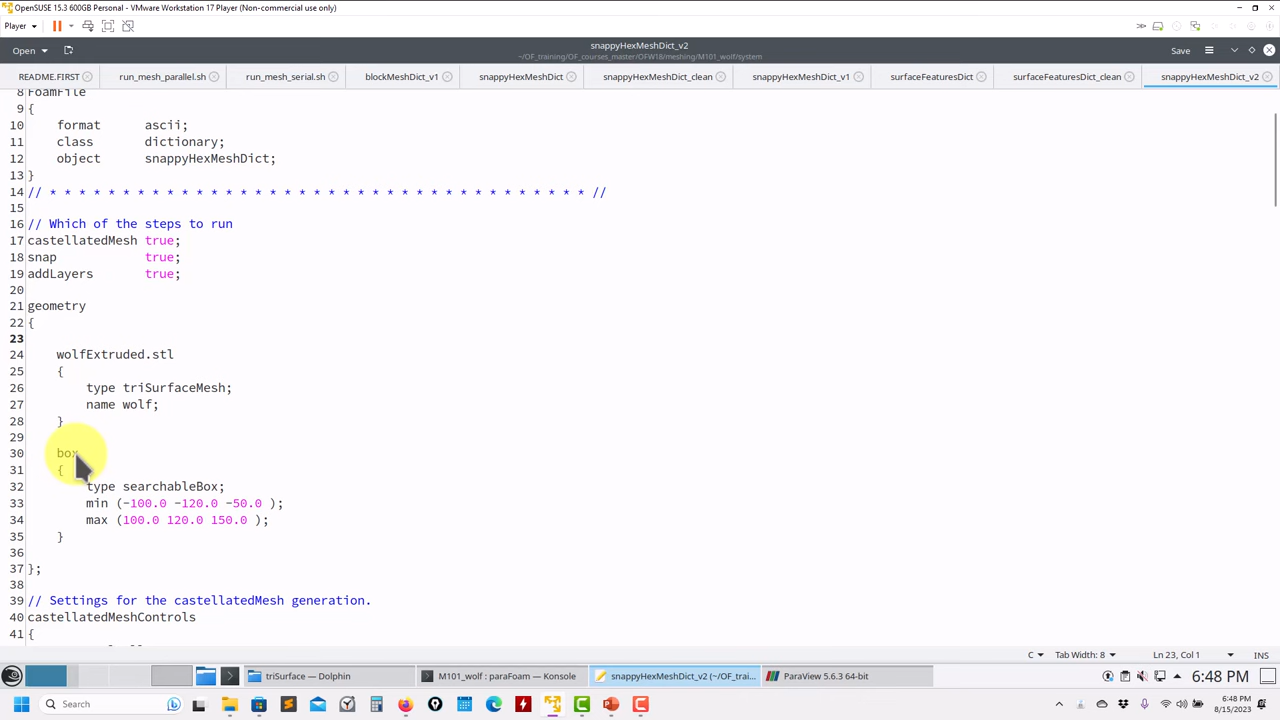 OpenSUSE 15.3 600GB Personal - VMware Workstation 17 Player (Non-commercial use only)
Player
Open
snappyHexMeshDict_v2
~/OF_training/OF_courses_master/OFW18/meshing/M101_wolf/system
Save
README.FIRST run_mesh_parallel.sh run_mesh_serial.sh blockMeshDict_v1 snappyHexMeshDict snappyHexMeshDict_clean snappyHexMeshDict_v1 surfaceFeaturesDict surfaceFeaturesDict_clean snappyHexMeshDict_v2
8 FoamFile
9 {
10 format ascii;
11 class dictionary;
12 object snappyHexMeshDict;
13 }
14 // * * * * * * * * * * * * * * * * * * * * * * * * * * * * * * * * * * * * * //
15
16 // Which of the steps to run
17 castellatedMesh true;
18 snap true;
19 addLayers true;
20
21 geometry
22 {
23
24 wolfExtruded.stl
25 {
26 type triSurfaceMesh;
27 name wolf;
28 }
29
30 box
31 {
32 type searchableBox;
33 min (-100.0 -120.0 -50.0 );
34 max (100.0 120.0 150.0 );
35 }
36
37 };
38
39 // Settings for the castellatedMesh generation.
40 castellatedMeshControls
41 {
C Tab Width: 8 Ln 23, Col 1 INS
triSurface — Dolphin M101_wolf : paraFoam — Konsole snappyHexMeshDict_v2 (~/OF_trai... ParaView 5.6.3 64-bit 6:48 PM
Search 6:48 PM
8/15/2023